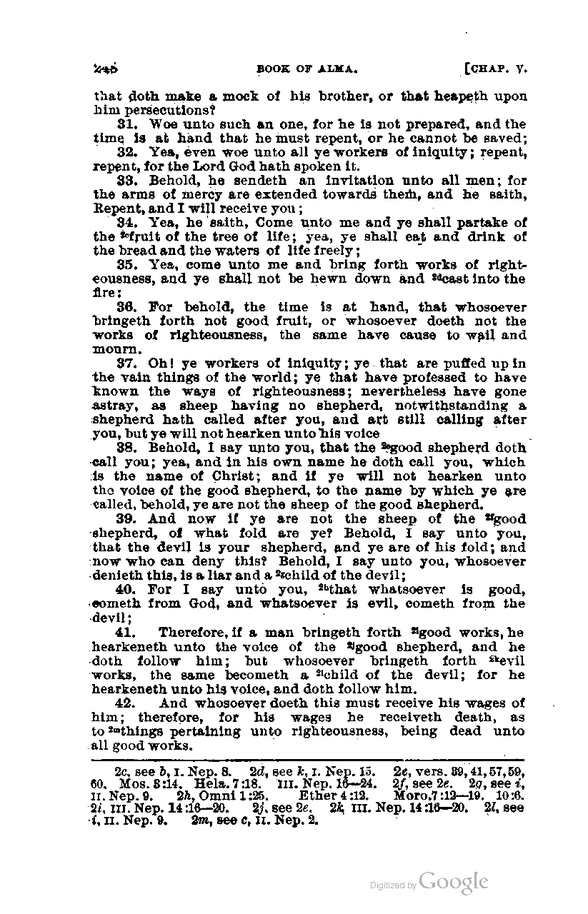 246 BOOK OF ALMA. [CHAP. V.
that doth make a mock of his brother, or that heapeth upon
him persecutions?
31. Woe unto such an one, for he is not prepared, and the
time is at hand that he must repent, or he cannot be saved;
32. Yea, even woe unto all ye workers of iniquity; repent,
repent, for the Lord God hath spoken it.
33. Behold, he sendeth an invitation unto all men; for
the arms of mercy are extended towards them, and he saith,
Repent, and I will receive you;
34. Yea, he saith, Come unto me and ye shall partake of
the 2cfruit of the tree of life; yea, ye shall eat and drink of
the bread and the waters of life freely;
35. Yea, come unto me and bring forth works of right-
eousness, and ye shall not be hewn down and 2dcast into the
fire:
36. For behold, the time is at hand, that whosoever
bringeth forth not good fruit, or whosoever doeth not the
works of righteousness, the same have cause to wail and
mourn.
37. Oh! ye workers of iniquity; ye that are puffed up in
the vain things of the world; ye that have professed to have
known the ways of righteousness; nevertheless have gone
astray, as sheep having no shepherd, notwithstanding a
shepherd hath called after you, and art still calling after
you, but ye will not hearken unto his voice
38. Behold, I say unto you, that the 2egood shepherd doth
call you; yea, and in his own name he doth call you, which
is the name of Christ; and if ye will not hearken unto
the voice of the good shepherd, to the name by which ye are
called, behold, ye are not the sheep of the good shepherd.
39. And now if ye are not the sheep of the 2fgood
shepherd, of what fold are ye? Behold, I say unto you,
that the devil is your shepherd, and ye are of his fold; and
now who can deny this? Behold, I say unto you, whosoever
denieth this, is a liar and a 2gchild of the devil;
40. For I say unto you, 2hthat whatsoever is good,
cometh from God, and whatsoever is evil, cometh from the
devil;
41. Therefore, if a man bringeth forth 2igood works, he
hearkeneth unto the voice of the 2jgood shepherd, and he
doth follow him; but whosoever bringeth forth 2kevil
works, the same becometh a 2lchild of the devil; for he
hearkeneth unto his voice, and doth follow him.
42. And whosoever doeth this must receive his wages of
him; therefore, for his wages he receiveth death, as
to 2mthings pertaining unto righteousness, being dead unto
all good works.
2c, see b, I. Nep. 8. 2d, see k, I. Nep. 15. 2e, vers. 39, 41, 57, 59,
60. Mos. 8:14. Hela. 7:18. III. Nep. 16—24. 2f, see 2e. 2g, see i,
II. Nep. 9. 2h, Omni 1:25. Ether 4:12. Moro. 7:12—19. 10:6.
2i, III. Nep. 14:16—20. 2j, see 2e. 2k, III. Nep. 14:16—20. 2l, see
i, II. Nep. 9. 2m, see c, II. Nep. 2.
Digitized by Google